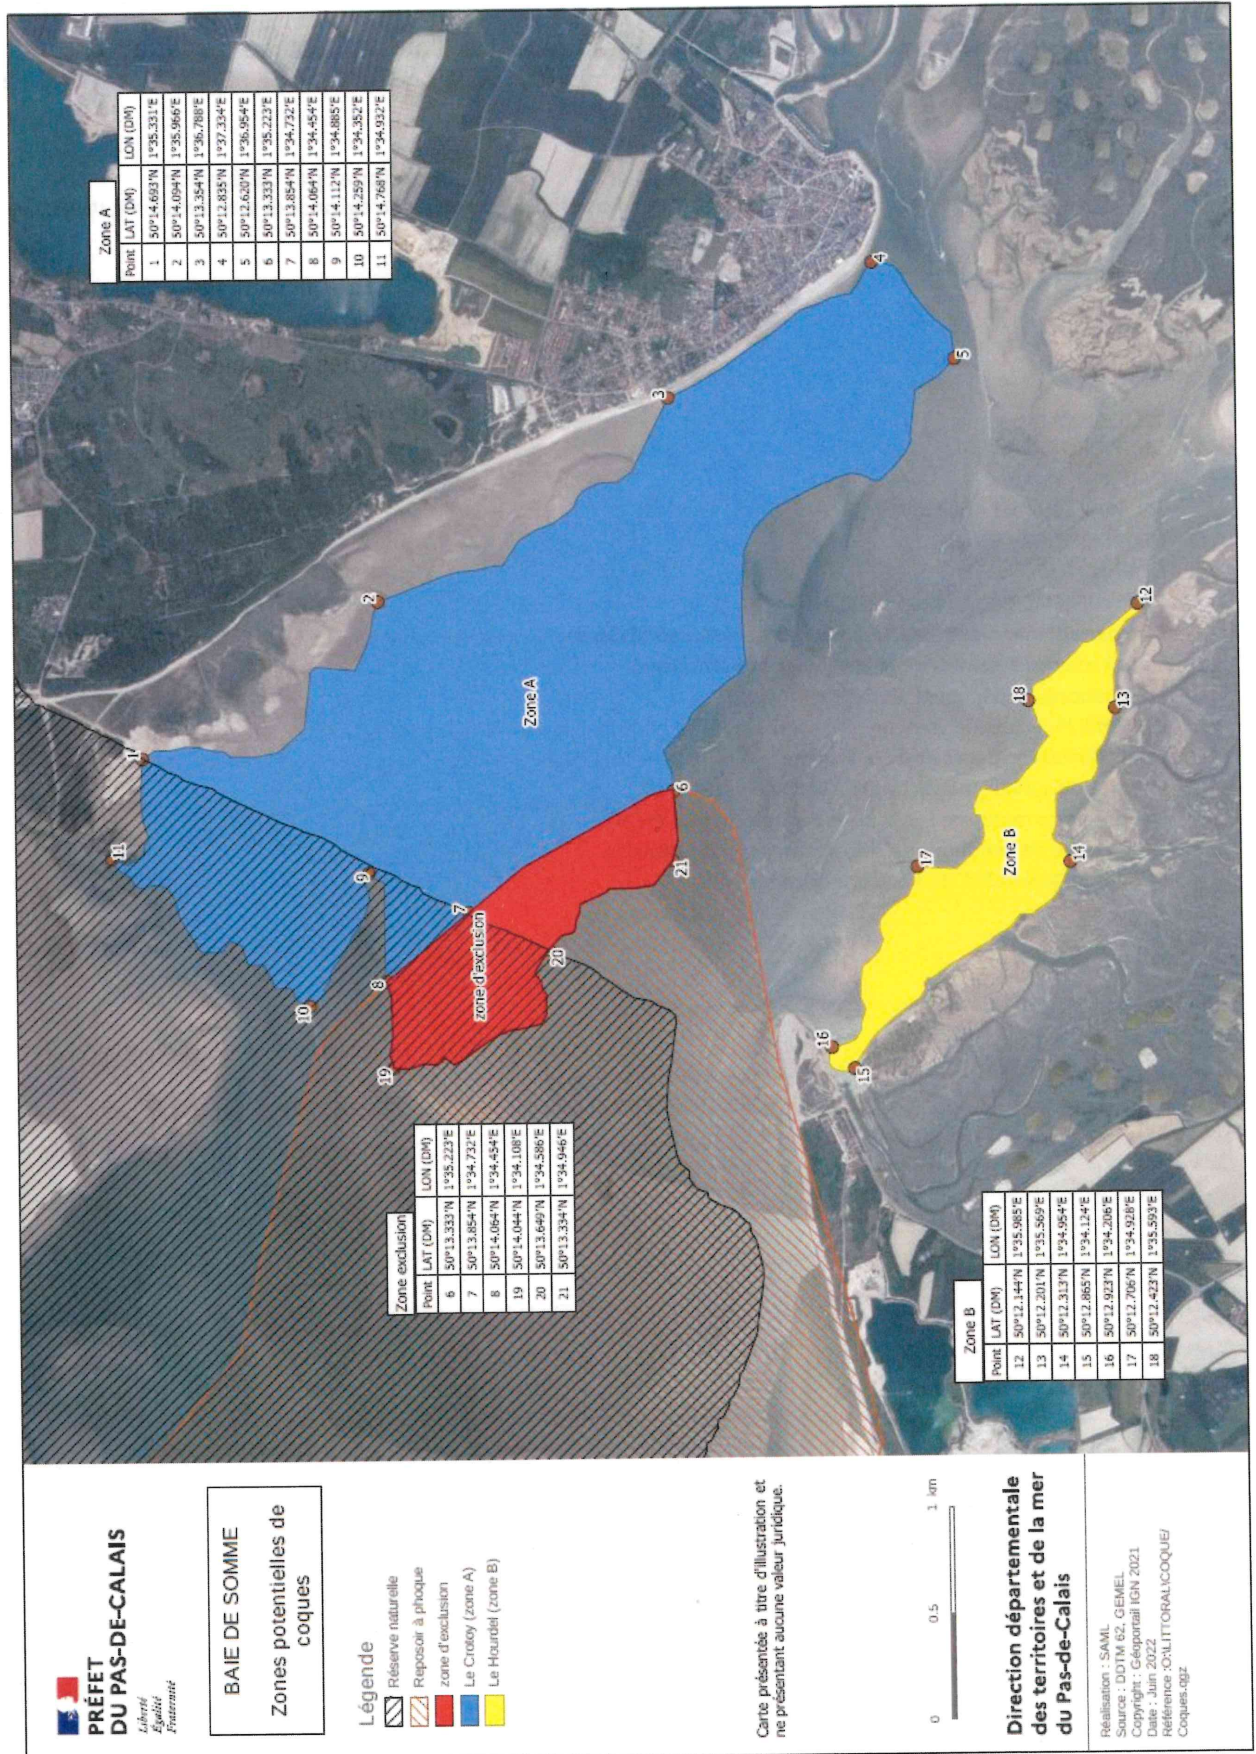 PRÉFET
DU PAS-DE-CALAIS
Liberté
Égalité
Fraternité
BAIE DE SOMME
Zones potentielles de
coques
Légende
Réserve naturelle
Reposoir à phoque
zone d'exclusion
Le Crotoy (zone A)
Le Hourdel (zone B)
Carte présentée à titre d'illustration et
ne présentant aucune valeur juridique.
0 0.5 1 km
Direction départementale
des territoires et de la mer
du Pas-de-Calais
Réalisation : SAML
Source : DDTM 62, GEMEL
Copyright : Géoportail IGN 2021
Date : Juin 2022
Référence :O:\LITTORAL\COQUE/
Coques.qgz
Zone A
Point LAT (DM) LON (DM)
1 50°14.693'N 1°35.331'E
2 50°14.094'N 1°35.966'E
3 50°13.354'N 1°36.788'E
4 50°12.835'N 1°37.334'E
5 50°12.620'N 1°36.954'E
6 50°13.333'N 1°35.223'E
7 50°13.854'N 1°34.732'E
8 50°14.064'N 1°34.454'E
9 50°14.112'N 1°34.885'E
10 50°14.259'N 1°34.352'E
11 50°14.768'N 1°34.932'E
Zone exclusion
Point LAT (DM) LON (DM)
6 50°13.333'N 1°35.223'E
7 50°13.854'N 1°34.732'E
8 50°14.064'N 1°34.454'E
19 50°14.044'N 1°34.108'E
20 50°13.649'N 1°34.586'E
21 50°13.334'N 1°34.946'E
Zone B
Point LAT (DM) LON (DM)
12 50°12.144'N 1°35.985'E
13 50°12.201'N 1°35.569'E
14 50°12.313'N 1°34.954'E
15 50°12.865'N 1°34.124'E
16 50°12.923'N 1°34.206'E
17 50°12.706'N 1°34.928'E
18 50°12.423'N 1°35.593'E
11
1
10
9
2
19
8
7
zone d'exclusion
Zone A
20
3
21
6
4
5
16
15
17
Zone B
14
18
13
12